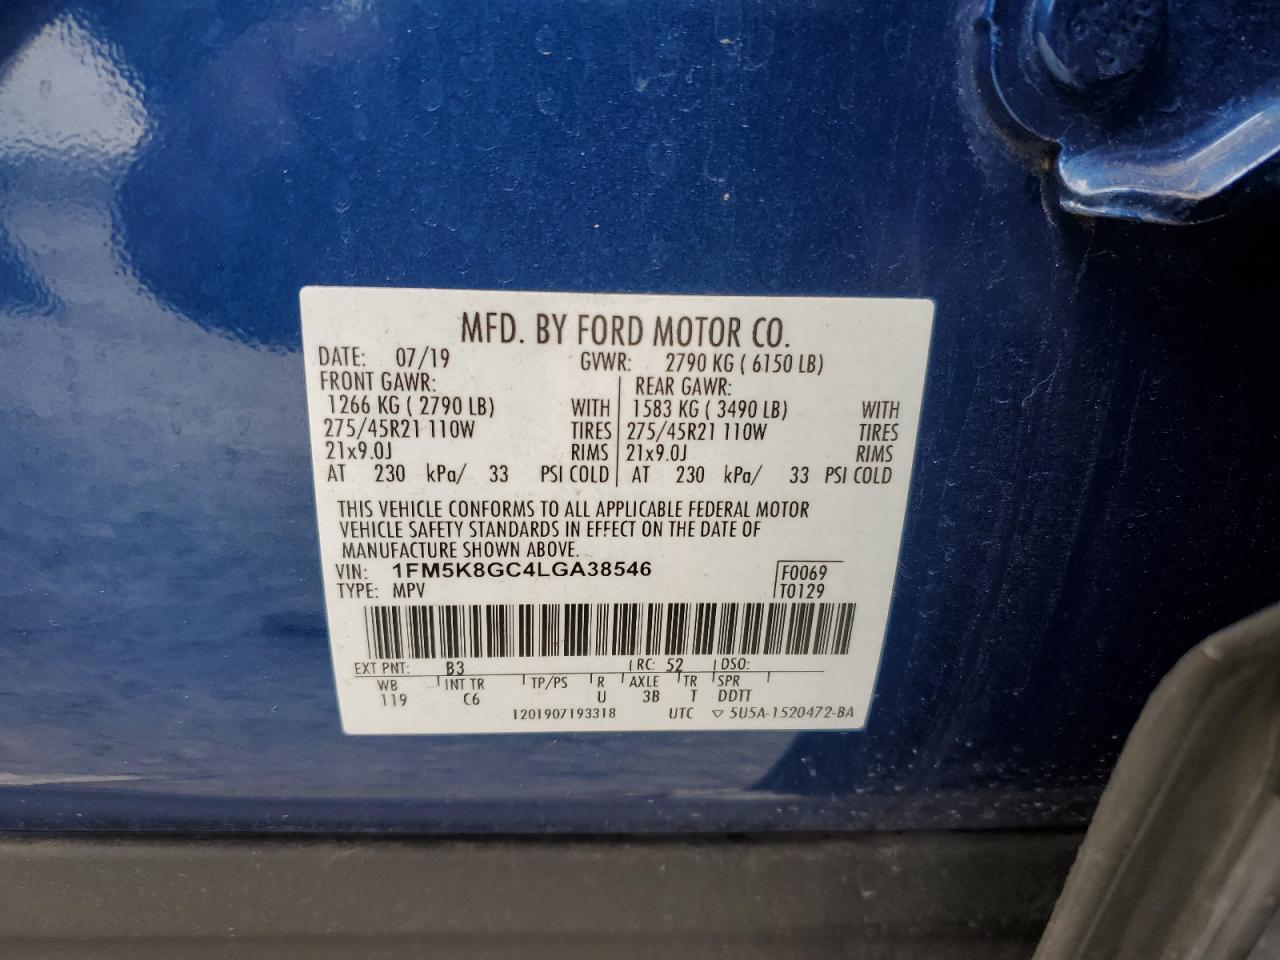 MFD. BY FORD MOTOR CO.
DATE: 07/19 GVWR: 2790 KG ( 6150 LB)
FRONT GAWR: REAR GAWR:
1266 KG ( 2790 LB) WITH 1583 KG ( 3490 LB) WITH
275/45R21 110W TIRES 275/45R21 110W TIRES
21x9.0J RIMS 21x9.0J RIMS
AT 230 kPa/ 33 PSI COLD AT 230 kPa/ 33 PSI COLD
THIS VEHICLE CONFORMS TO ALL APPLICABLE FEDERAL MOTOR
VEHICLE SAFETY STANDARDS IN EFFECT ON THE DATE OF
MANUFACTURE SHOWN ABOVE.
VIN: 1FM5K8GC4LGA38546 F0069
TYPE: MPV T0129
EXT PNT: B3 RC: 52 DSO:
WB INT TR TP/PS R AXLE TR SPR
119 C6 U 3B T DDTT
1201907193318 UTC ▽ 5U5A-1520472-BA